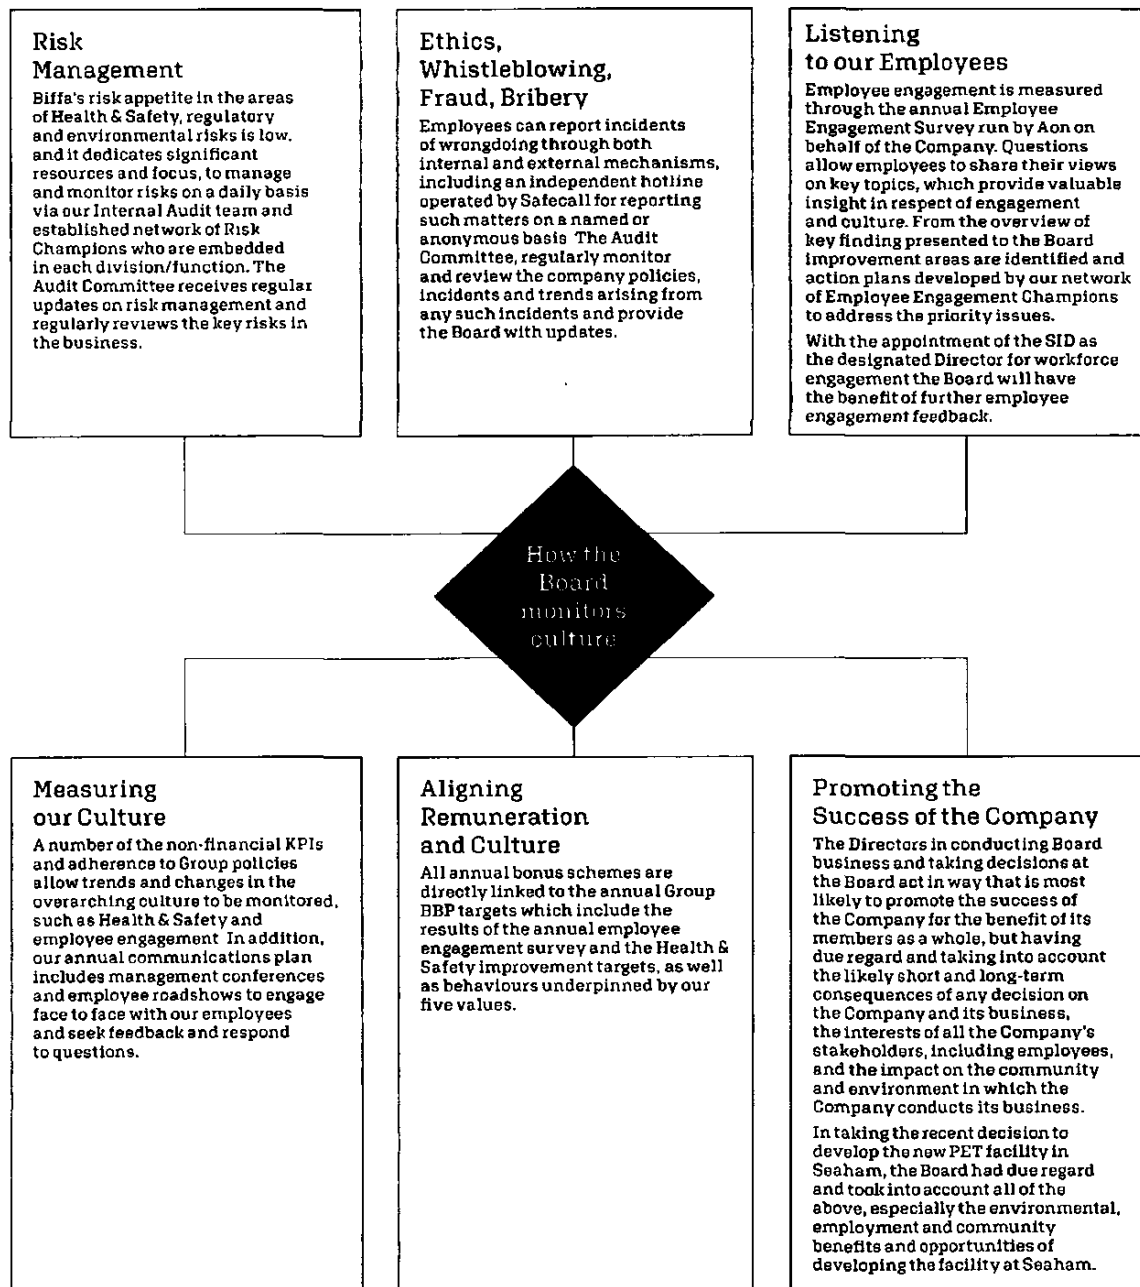 Risk
Management
Biffa's risk appetite in the areas
of Health & Safety, regulatory
and environmental risks is low,
and it dedicates significant
resources and focus, to manage
and monitor risks on a daily basis
via our Internal Audit team and
established network of Risk
Champions who are embedded
in each division/function. The
Audit Committee receives regular
updates on risk management and
regularly reviews the key risks in
the business.
Ethics,
Whistleblowing,
Fraud, Bribery
Employees can report incidents
of wrongdoing through both
internal and external mechanisms,
including an independent hotline
operated by Safecall for reporting
such matters on a named or
anonymous basis The Audit
Committee, regularly monitor
and review the company policies,
incidents and trends arising from
any such incidents and provide
the Board with updates.
Listening
to our Employees
Employee engagement is measured
through the annual Employee
Engagement Survey run by Aon on
behalf of the Company. Questions
allow employees to share their views
on key topics, which provide valuable
insight in respect of engagement
and culture. From the overview of
key finding presented to the Board
improvement areas are identified and
action plans developed by our network
of Employee Engagement Champions
to address the priority issues.
With the appointment of the SID as
the designated Director for workforce
engagement the Board will have
the benefit of further employee
engagement feedback.
How the
Board
monitors
culture
Measuring
our Culture
A number of the non-financial KPIs
and adherence to Group policies
allow trends and changes in the
overarching culture to be monitored,
such as Health & Safety and
employee engagement In addition,
our annual communications plan
includes management conferences
and employee roadshows to engage
face to face with our employees
and seek feedback and respond
to questions.
Aligning
Remuneration
and Culture
All annual bonus schemes are
directly linked to the annual Group
BBP targets which include the
results of the annual employee
engagement survey and the Health &
Safety improvement targets, as well
as behaviours underpinned by our
five values.
Promoting the
Success of the Company
The Directors in conducting Board
business and taking decisions at
the Board act in way that is most
likely to promote the success of
the Company for the benefit of its
members as a whole, but having
due regard and taking into account
the likely short and long-term
consequences of any decision on
the Company and its business,
the interests of all the Company's
stakeholders, including employees,
and the impact on the community
and environment in which the
Company conducts its business.
In taking the recent decision to
develop the new PET facility in
Seaham, the Board had due regard
and took into account all of the
above, especially the environmental,
employment and community
benefits and opportunities of
developing the facility at Seaham.